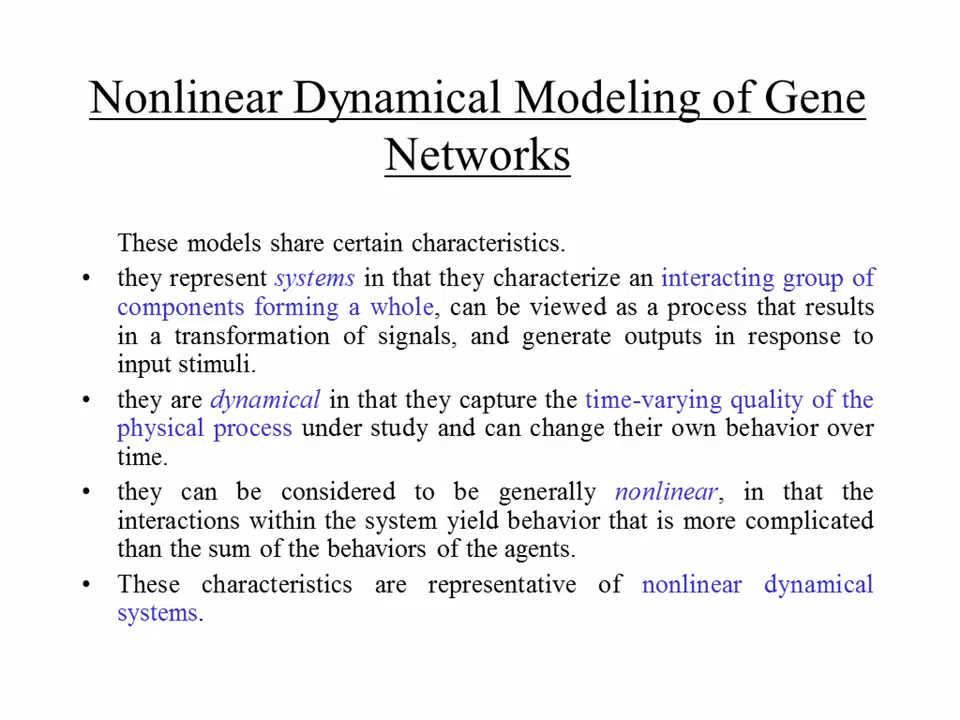 Nonlinear Dynamical Modeling of Gene
Networks
These models share certain characteristics.
• they represent systems in that they characterize an interacting group of
components forming a whole, can be viewed as a process that results
in a transformation of signals, and generate outputs in response to
input stimuli.
• they are dynamical in that they capture the time-varying quality of the
physical process under study and can change their own behavior over
time.
• they can be considered to be generally nonlinear, in that the
interactions within the system yield behavior that is more complicated
than the sum of the behaviors of the agents.
• These characteristics are representative of nonlinear dynamical
systems.